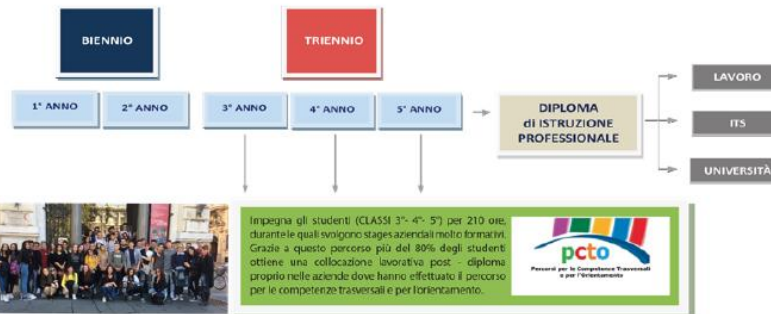 BIENNIO
TRIENNIO
1° ANNO
2° ANNO
3° ANNO
4° ANNO
5° ANNO
DIPLOMA
di ISTRUZIONE
PROFESSIONALE
LAVORO
ITS
UNIVERSITÀ
Impegna gli studenti (CLASSI 3°- 4°- 5°) per 210 ore,
durante le quali svolgono stages aziendali molto formativi.
Grazie a questo percorso più del 80% degli studenti
ottiene una collocazione lavorativa post - diploma
proprio nelle aziende dove hanno effettuato il percorso
per le competenze trasversali e per l'orientamento.
pcto
Percorsi per le Competenze Trasversali
e per l'Orientamento